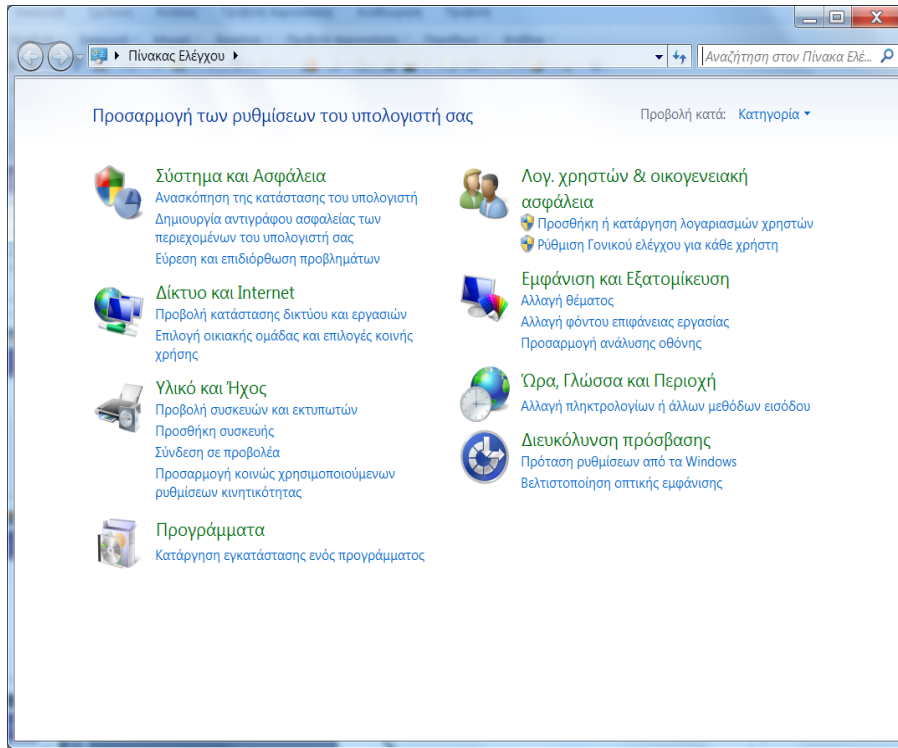 Πίνακας Ελέγχου
Αναζήτηση στον Πίνακα Ελέ...
Προσαρμογή των ρυθμίσεων του υπολογιστή σας
Προβολή κατά: Κατηγορία
Σύστημα και Ασφάλεια
Ανασκόπηση της κατάστασης του υπολογιστή
Δημιουργία αντιγράφου ασφαλείας των
περιεχομένων του υπολογιστή σας
Εύρεση και επιδιόρθωση προβλημάτων
Δίκτυο και Internet
Προβολή κατάστασης δικτύου και εργασιών
Επιλογή οικιακής ομάδας και επιλογές κοινής
χρήσης
Υλικό και Ήχος
Προβολή συσκευών και εκτυπωτών
Προσθήκη συσκευής
Σύνδεση σε προβολέα
Προσαρμογή κοινώς χρησιμοποιούμενων
ρυθμίσεων κινητικότητας
Προγράμματα
Κατάργηση εγκατάστασης ενός προγράμματος
Λογ. χρηστών & οικογενειακή
ασφάλεια
Προσθήκη ή κατάργηση λογαριασμών χρηστών
Ρύθμιση Γονικού ελέγχου για κάθε χρήστη
Εμφάνιση και Εξατομίκευση
Αλλαγή θέματος
Αλλαγή φόντου επιφάνειας εργασίας
Προσαρμογή ανάλυσης οθόνης
Ώρα, Γλώσσα και Περιοχή
Αλλαγή πληκτρολογίων ή άλλων μεθόδων εισόδου
Διευκόλυνση πρόσβασης
Πρόταση ρυθμίσεων από τα Windows
Βελτιστοποίηση οπτικής εμφάνισης